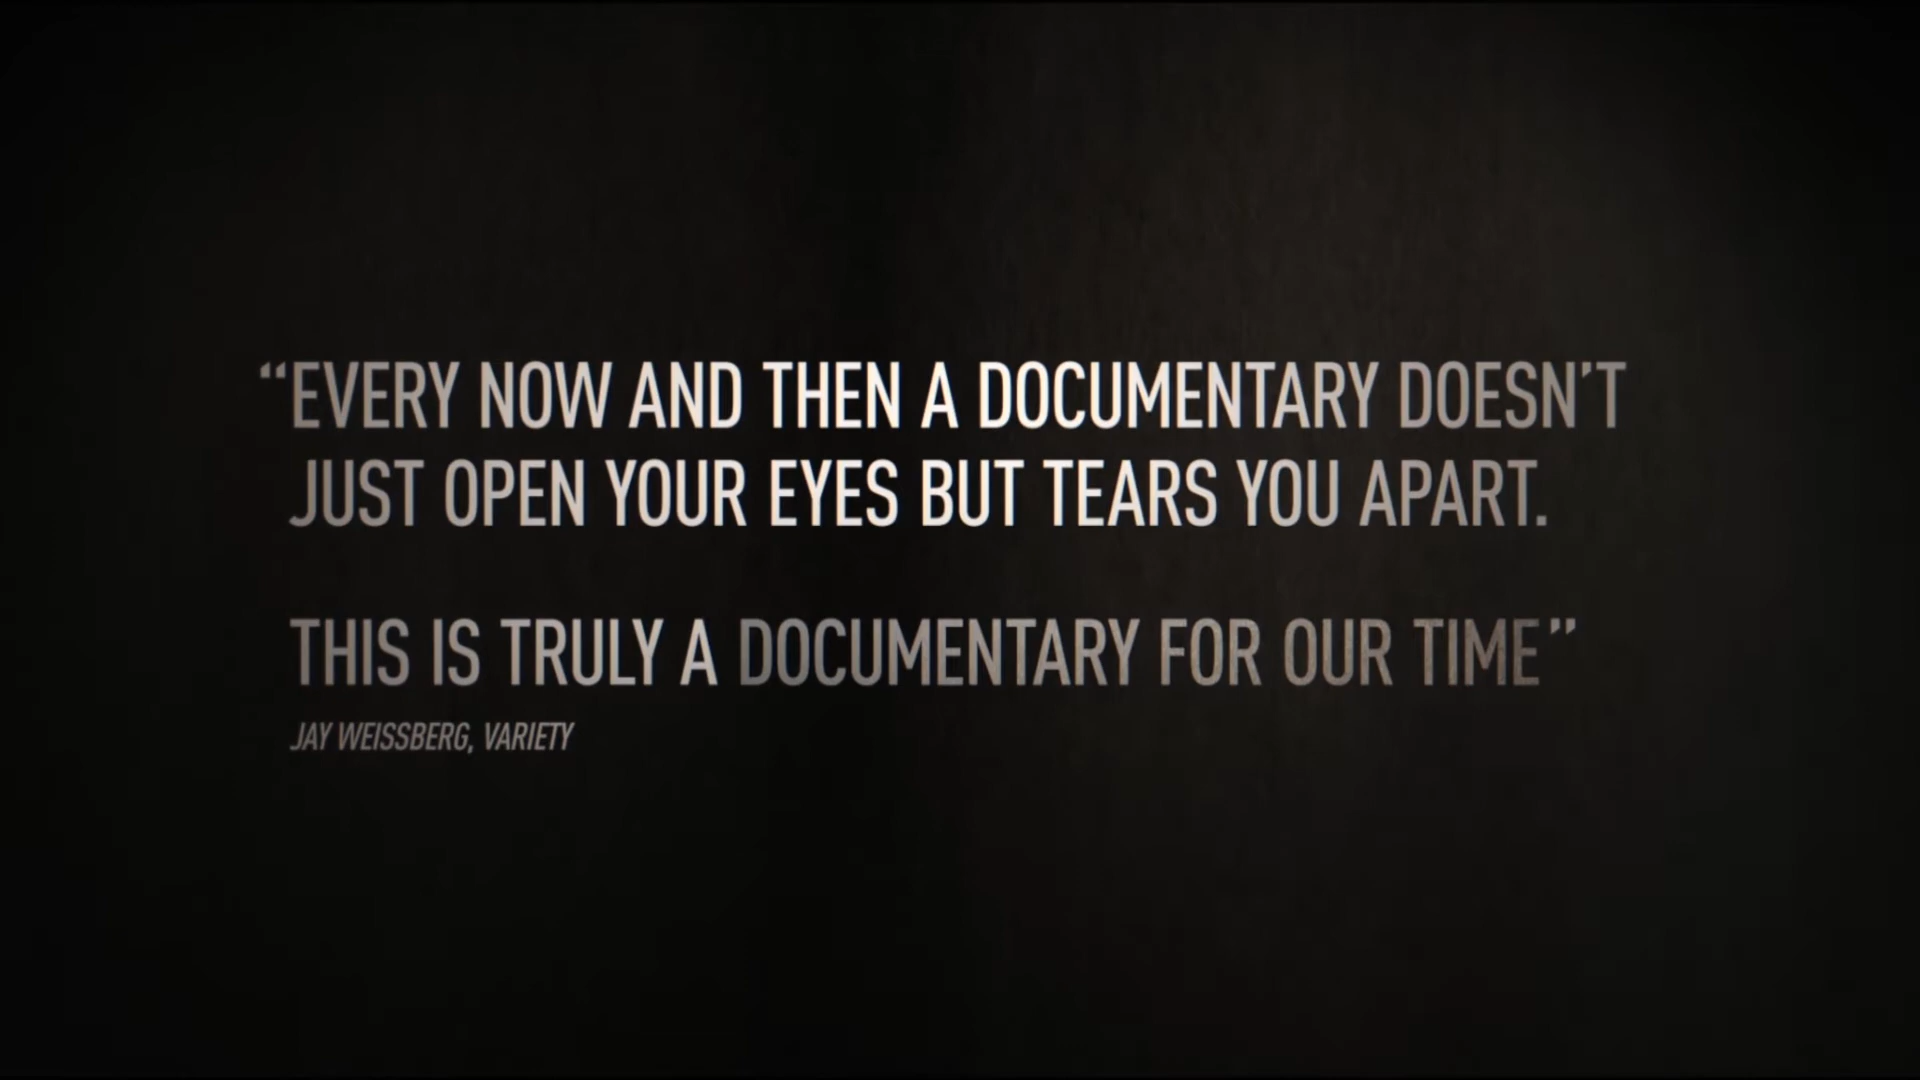 “EVERY NOW AND THEN A DOCUMENTARY DOESN’T
JUST OPEN YOUR EYES BUT TEARS YOU APART.
THIS IS TRULY A DOCUMENTARY FOR OUR TIME”
JAY WEISSBERG, VARIETY